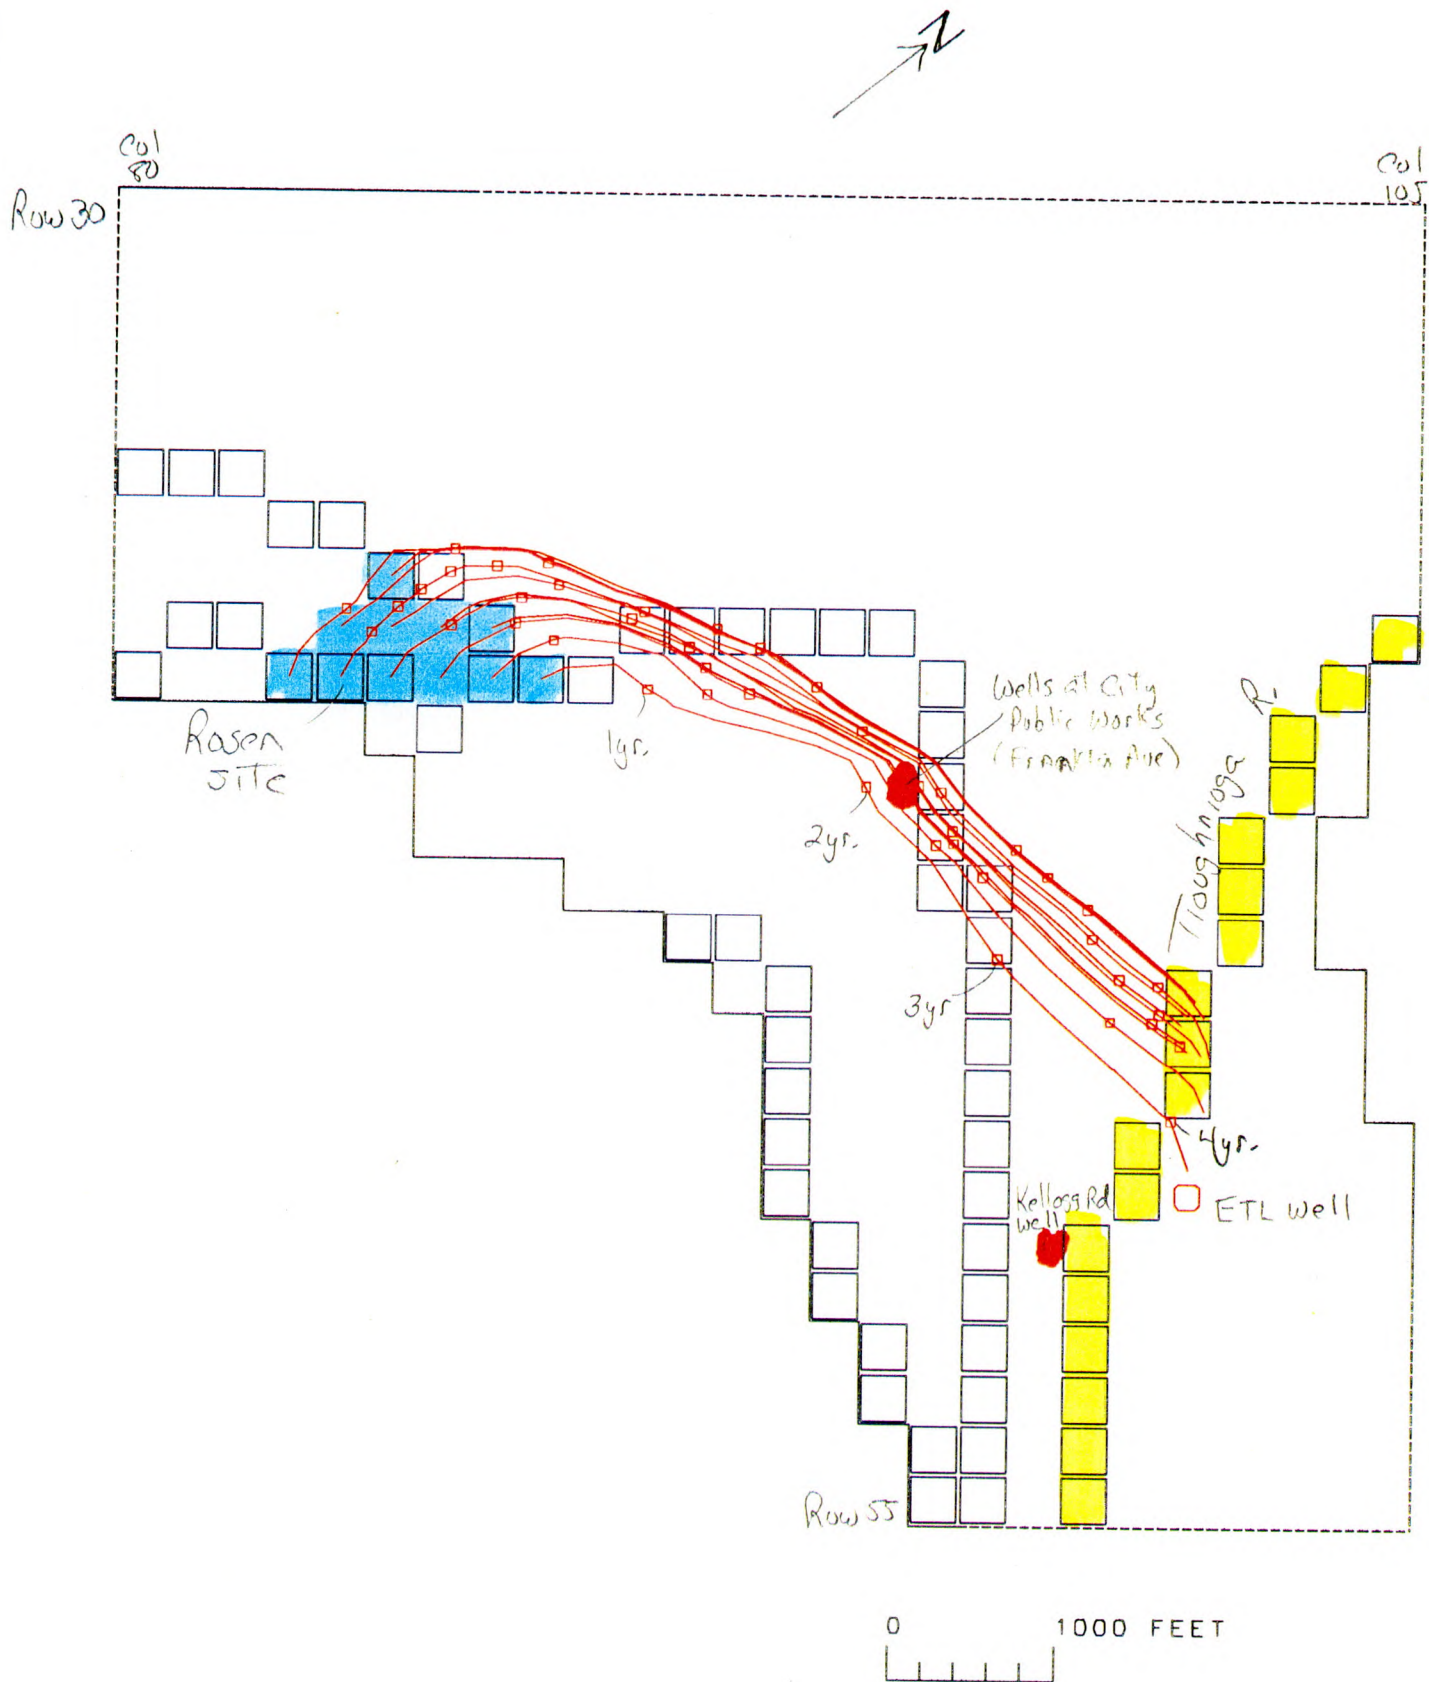 N
Col
80
Col
105
Row 30
Rosen
SITE
1yr.
Wells at City
Public Works
(Franklin Ave)
2yr.
Tioughnioga R.
3yr
4yr.
Kellogg Rd
well
ETL Well
Row 55
0 1000 FEET